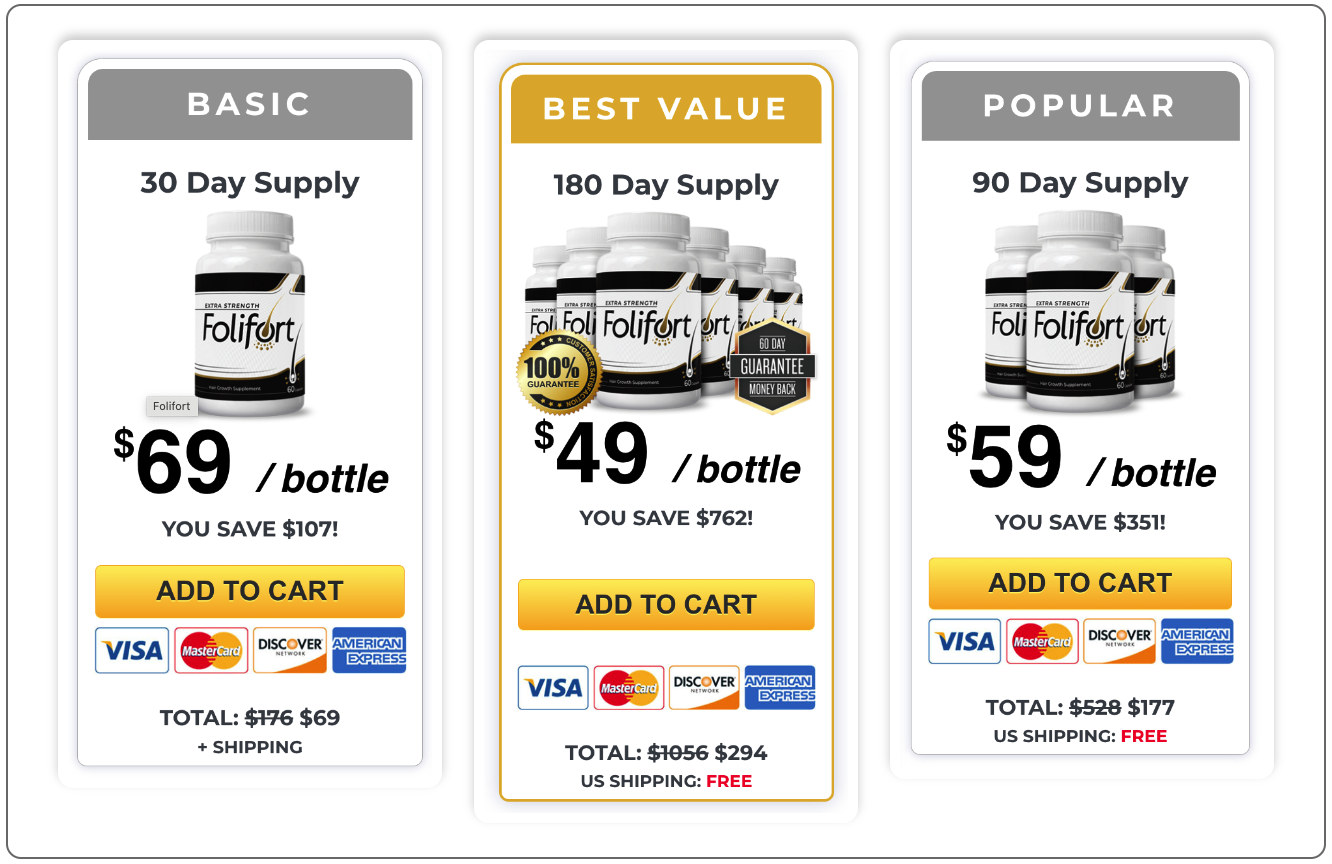 BASIC
30 Day Supply
EXTRA STRENGTH
Folifort
Hair Growth Supplement
60
Folifort
$69 / bottle
YOU SAVE $107!
ADD TO CART
VISA MasterCard DISCOVER NETWORK AMERICAN EXPRESS
TOTAL: $176 $69
+ SHIPPING
BEST VALUE
180 Day Supply
EXTRA STRENGTH
Folifort
Hair Growth Supplement
60
CUSTOMER SATISFACTION
100%
GUARANTEE
60 DAY
GUARANTEE
MONEY BACK
$49 / bottle
YOU SAVE $762!
ADD TO CART
VISA MasterCard DISCOVER NETWORK AMERICAN EXPRESS
TOTAL: $1056 $294
US SHIPPING: FREE
POPULAR
90 Day Supply
EXTRA STRENGTH
Folifort
Hair Growth Supplement
60
$59 / bottle
YOU SAVE $351!
ADD TO CART
VISA MasterCard DISCOVER NETWORK AMERICAN EXPRESS
TOTAL: $528 $177
US SHIPPING: FREE